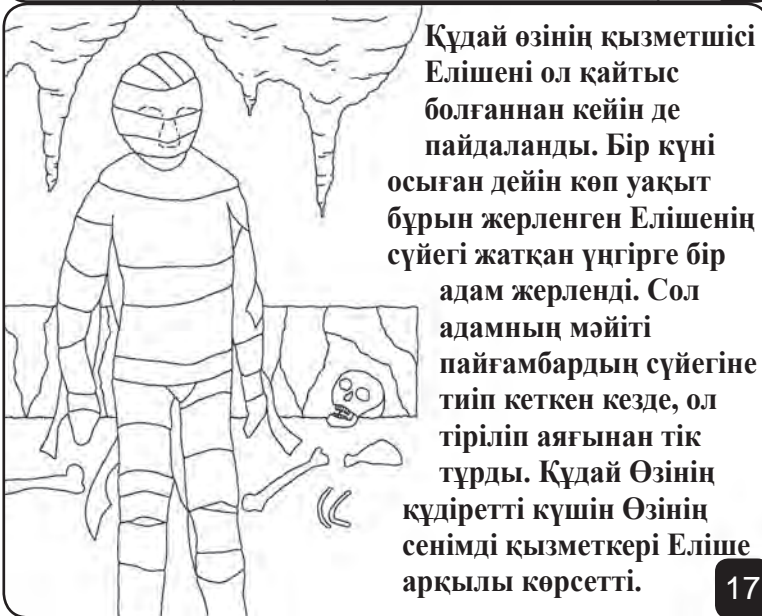 Құдай өзінің қызметшісі
Елішені ол қайтыс
болғаннан кейін де
пайдаланды. Бір күні
осыған дейін көп уақыт
бұрын жерленген Елішенің
сүйегі жатқан үңгірге бір
адам жерленді. Сол
адамның мәйіті
пайғамбардың сүйегіне
тиіп кеткен кезде, ол
тіріліп аяғынан тік
тұрды. Құдай Өзінің
құдіретті күшін Өзінің
сенімді қызметкері Еліше
арқылы көрсетті.
17